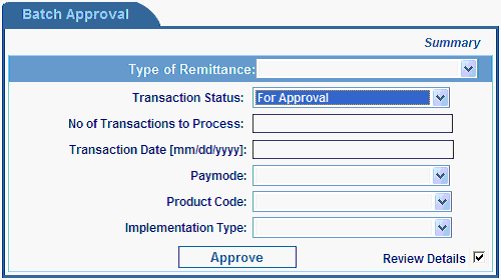 Batch Approval
Summary
Type of Remittance:
Transaction Status: For Approval
No of Transactions to Process:
Transaction Date [mm/dd/yyyy]:
Paymode:
Product Code:
Implementation Type:
Approve Review Details